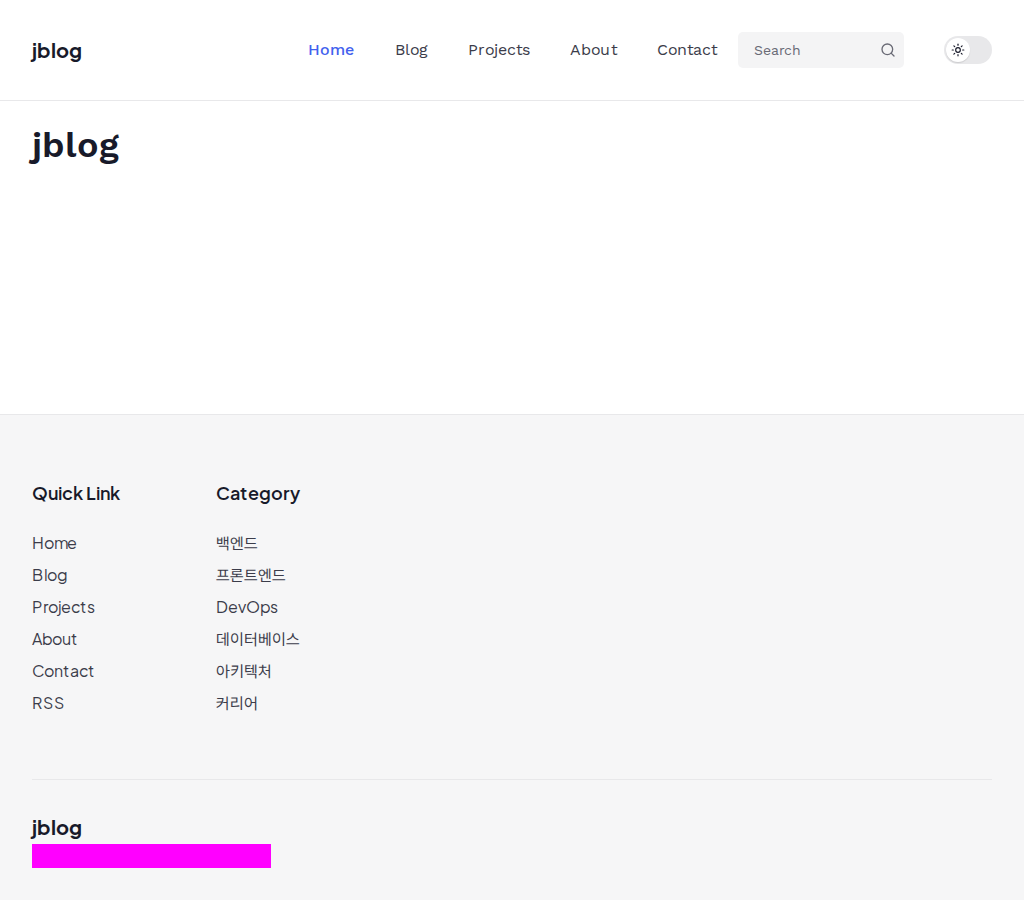 jblog
Home
Blog
Projects
About
Contact
Search
jblog
Quick Link
Home
Blog
Projects
About
Contact
RSS
Category
백엔드
프론트엔드
DevOps
데이터베이스
아키텍처
커리어
jblog